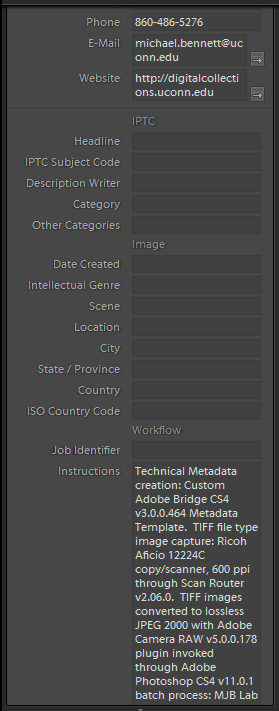 Phone 860-486-5276
E-Mail michael.bennett@uc
onn.edu
Website http://digitalcollecti
ons.uconn.edu
IPTC
Headline
IPTC Subject Code
Description Writer
Category
Other Categories
Image
Date Created
Intellectual Genre
Scene
Location
City
State / Province
Country
ISO Country Code
Workflow
Job Identifier
Instructions Technical Metadata
creation: Custom
Adobe Bridge CS4
v3.0.0.464 Metadata
Template. TIFF file type
image capture: Ricoh
Aficio 12224C
copy/scanner, 600 ppi
through Scan Router
v2.06.0. TIFF images
converted to lossless
JPEG 2000 with Adobe
Camera RAW v5.0.0.178
plugin invoked
through Adobe
Photoshop CS4 v11.0.1
batch process: MJB Lab